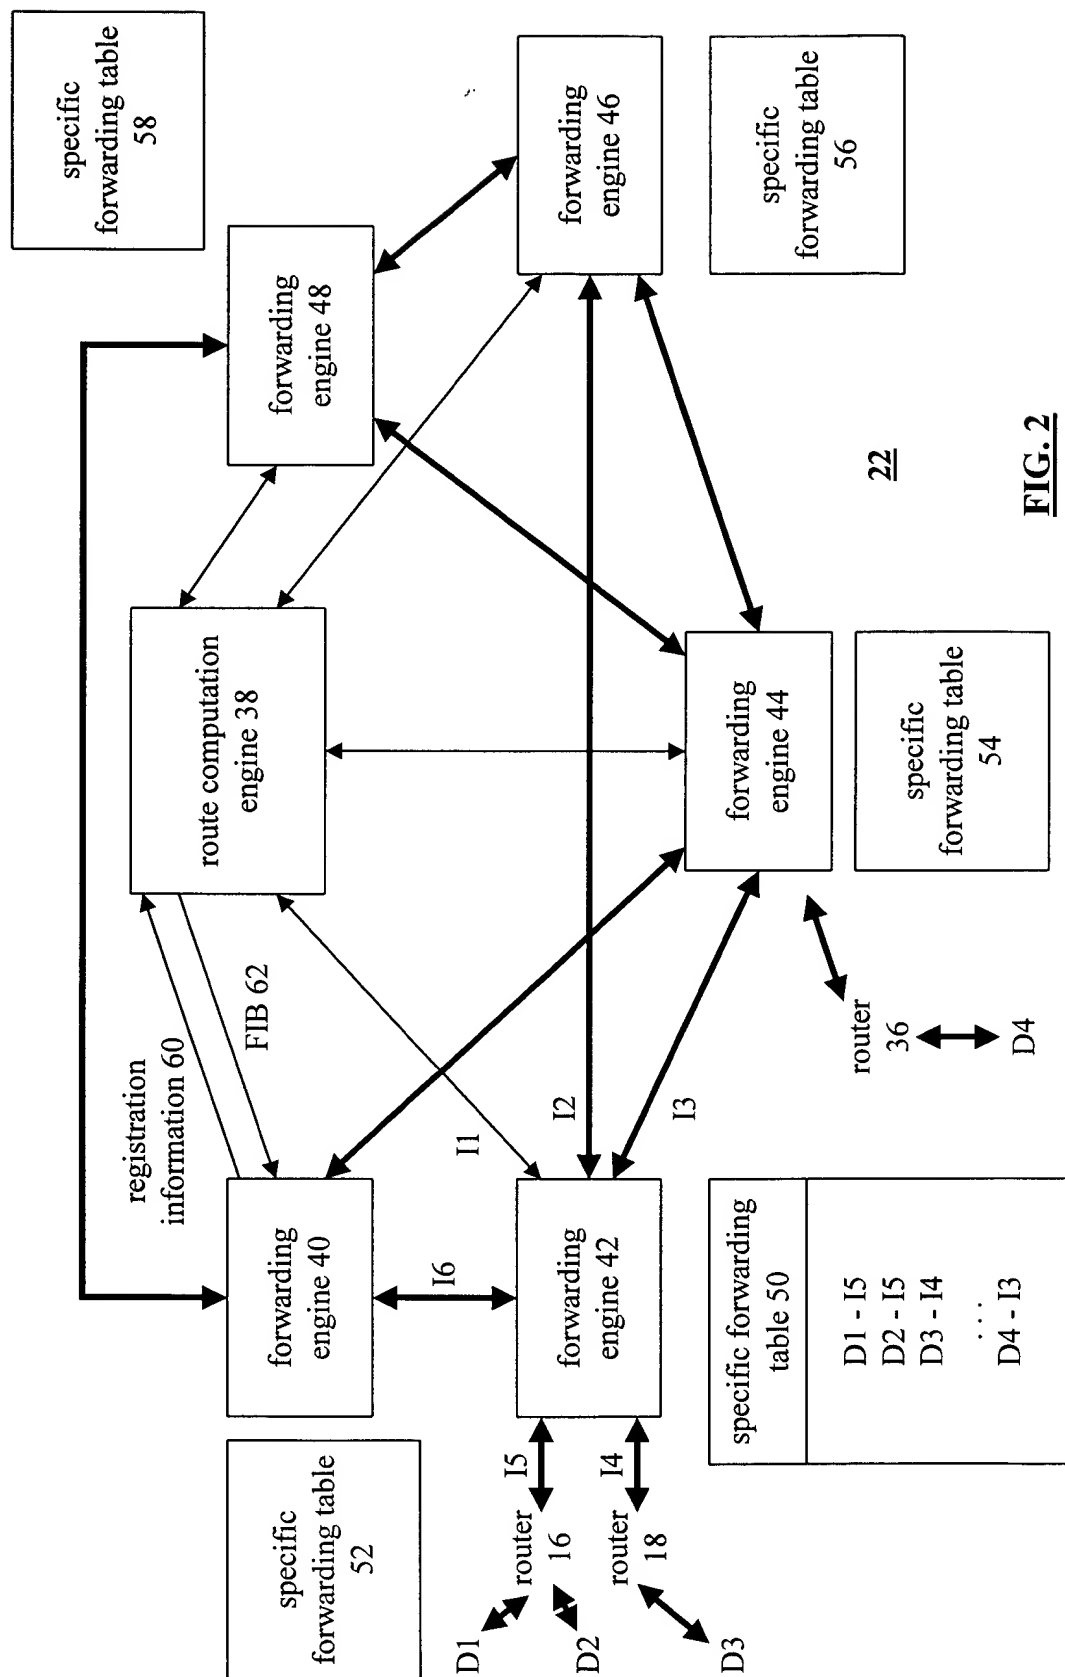 specific
forwarding table
52
specific
forwarding table
58
registration
information 60
FIB 62
route computation
engine 38
forwarding
engine 40
forwarding
engine 48
I6
I1
D1
D2
D3
router
16
router
18
I5
I4
forwarding
engine 42
I2
I3
forwarding
engine 46
forwarding
engine 44
specific forwarding
table 50
D1 - I5
D2 - I5
D3 - I4
. . .
D4 - I3
router
36
D4
specific
forwarding table
54
specific
forwarding table
56
22
FIG. 2